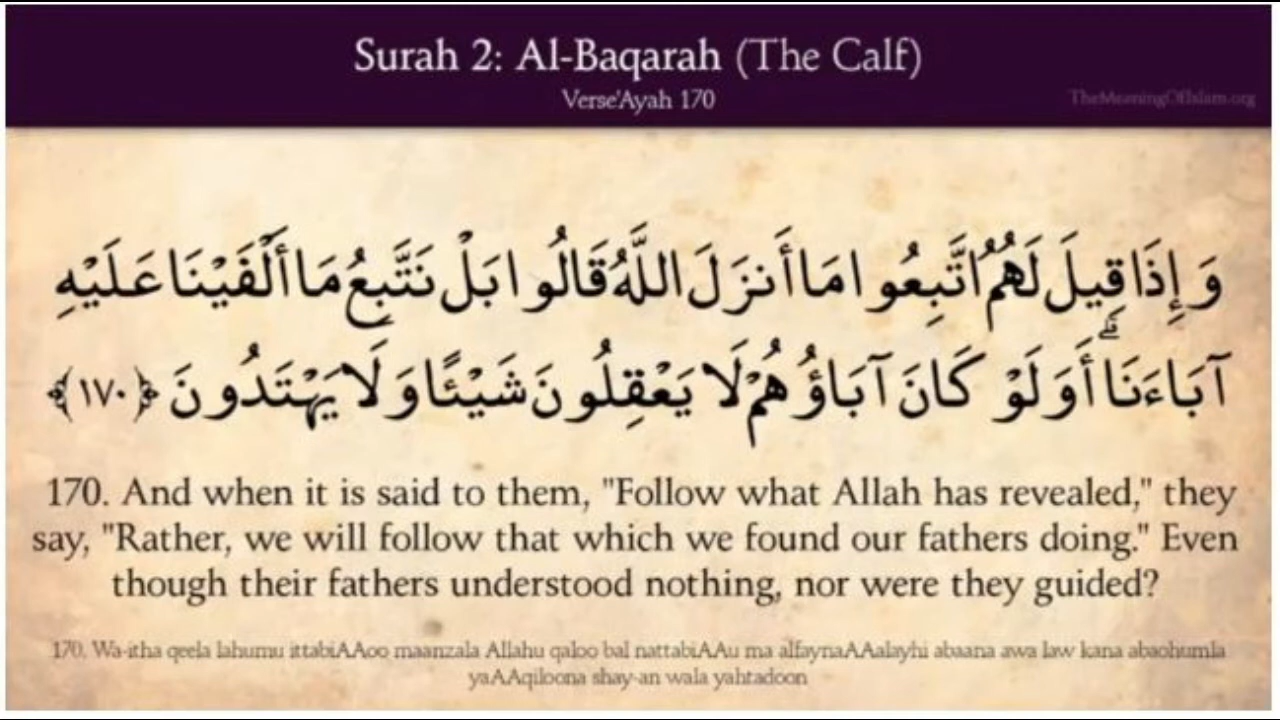 Surah 2: Al-Baqarah (The Calf)
Verse'Ayah 170
TheMeaningOfIslam.org
وَإِذَا قِيلَ لَهُمُ اتَّبِعُوا مَا أَنزَلَ اللَّهُ قَالُوا بَلْ نَتَّبِعُ مَا أَلْفَيْنَا عَلَيْهِ
آبَاءَنَا ۗ أَوَلَوْ كَانَ آبَاؤُهُمْ لَا يَعْقِلُونَ شَيْئًا وَلَا يَهْتَدُونَ ﴿١٧٠﴾
170. And when it is said to them, "Follow what Allah has revealed," they
say, "Rather, we will follow that which we found our fathers doing." Even
though their fathers understood nothing, nor were they guided?
170. Wa-itha qeela lahumu ittabiAAoo maanzala Allahu qaloo bal nattabiAAu ma alfaynaAAalayhi abaana awa law kana abaohumla
yaAAqiloona shay-an wala yahtadoon